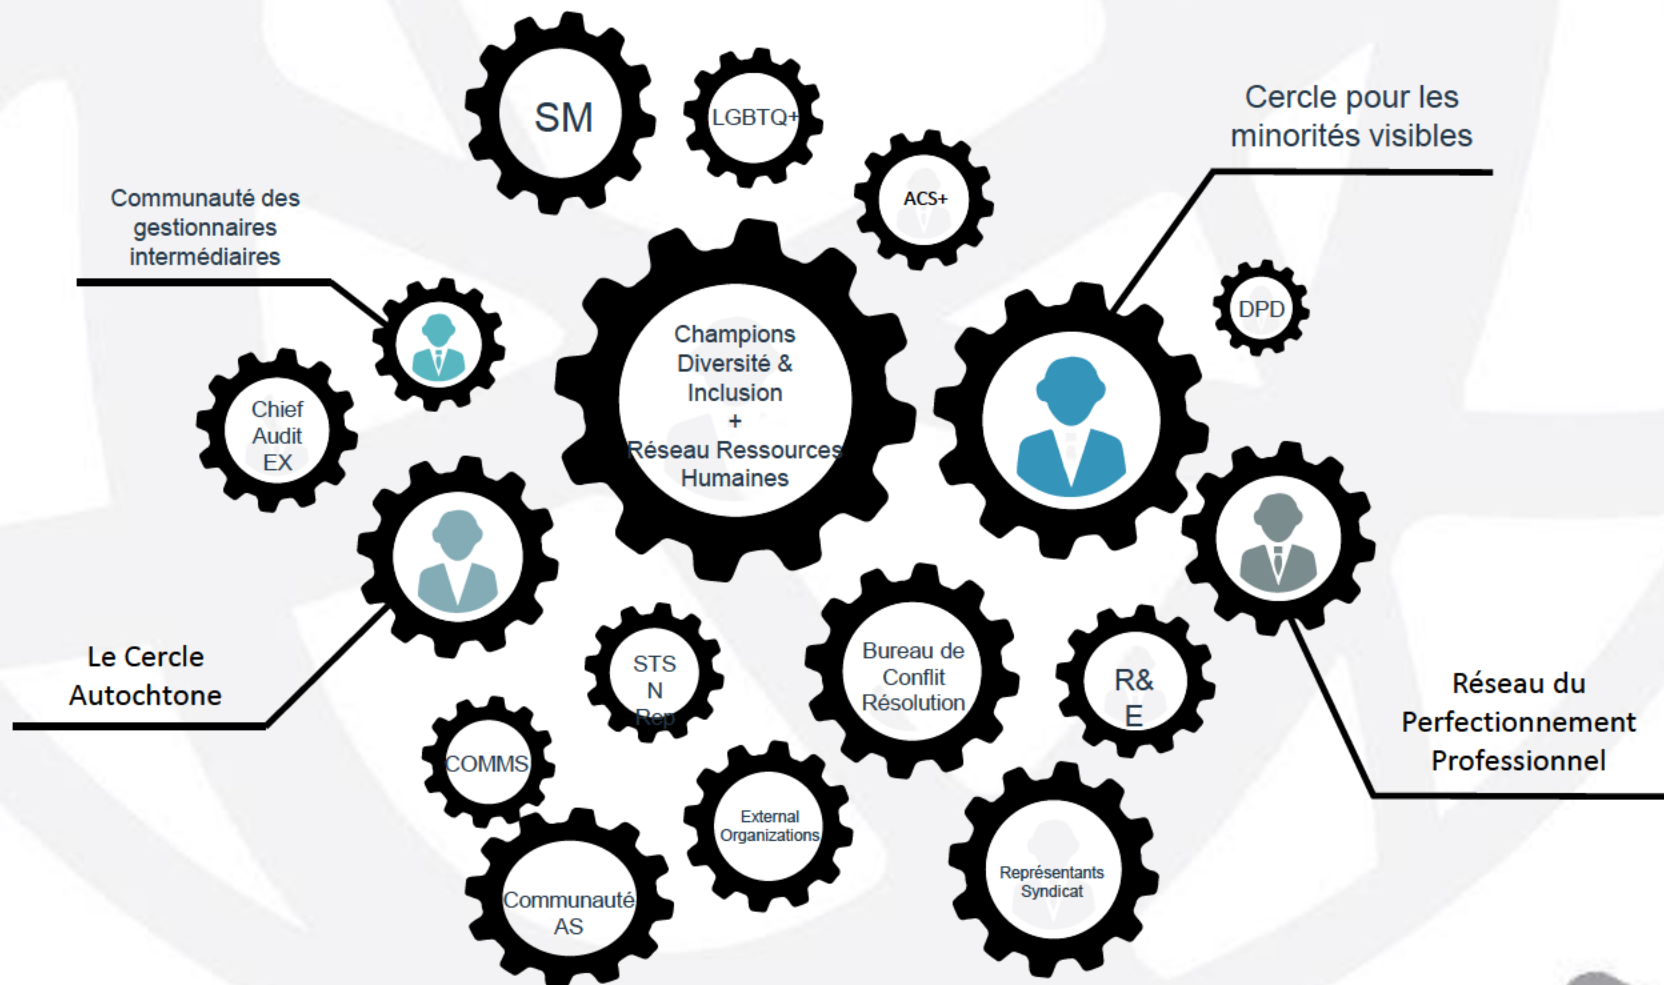 SM
LGBTQ+
Cercle pour les
minorités visibles
ACS+
Communauté des
gestionnaires
intermédiaires
DPD
Champions
Diversité &
Inclusion
+
Réseau Ressources
Humaines
Chief
Audit
EX
Le Cercle
Autochtone
STS
N
Rep
Bureau de
Conflit
Résolution
R&
E
Réseau du
Perfectionnement
Professionnel
COMMS
External
Organizations
Représentants
Syndicat
Communauté
AS